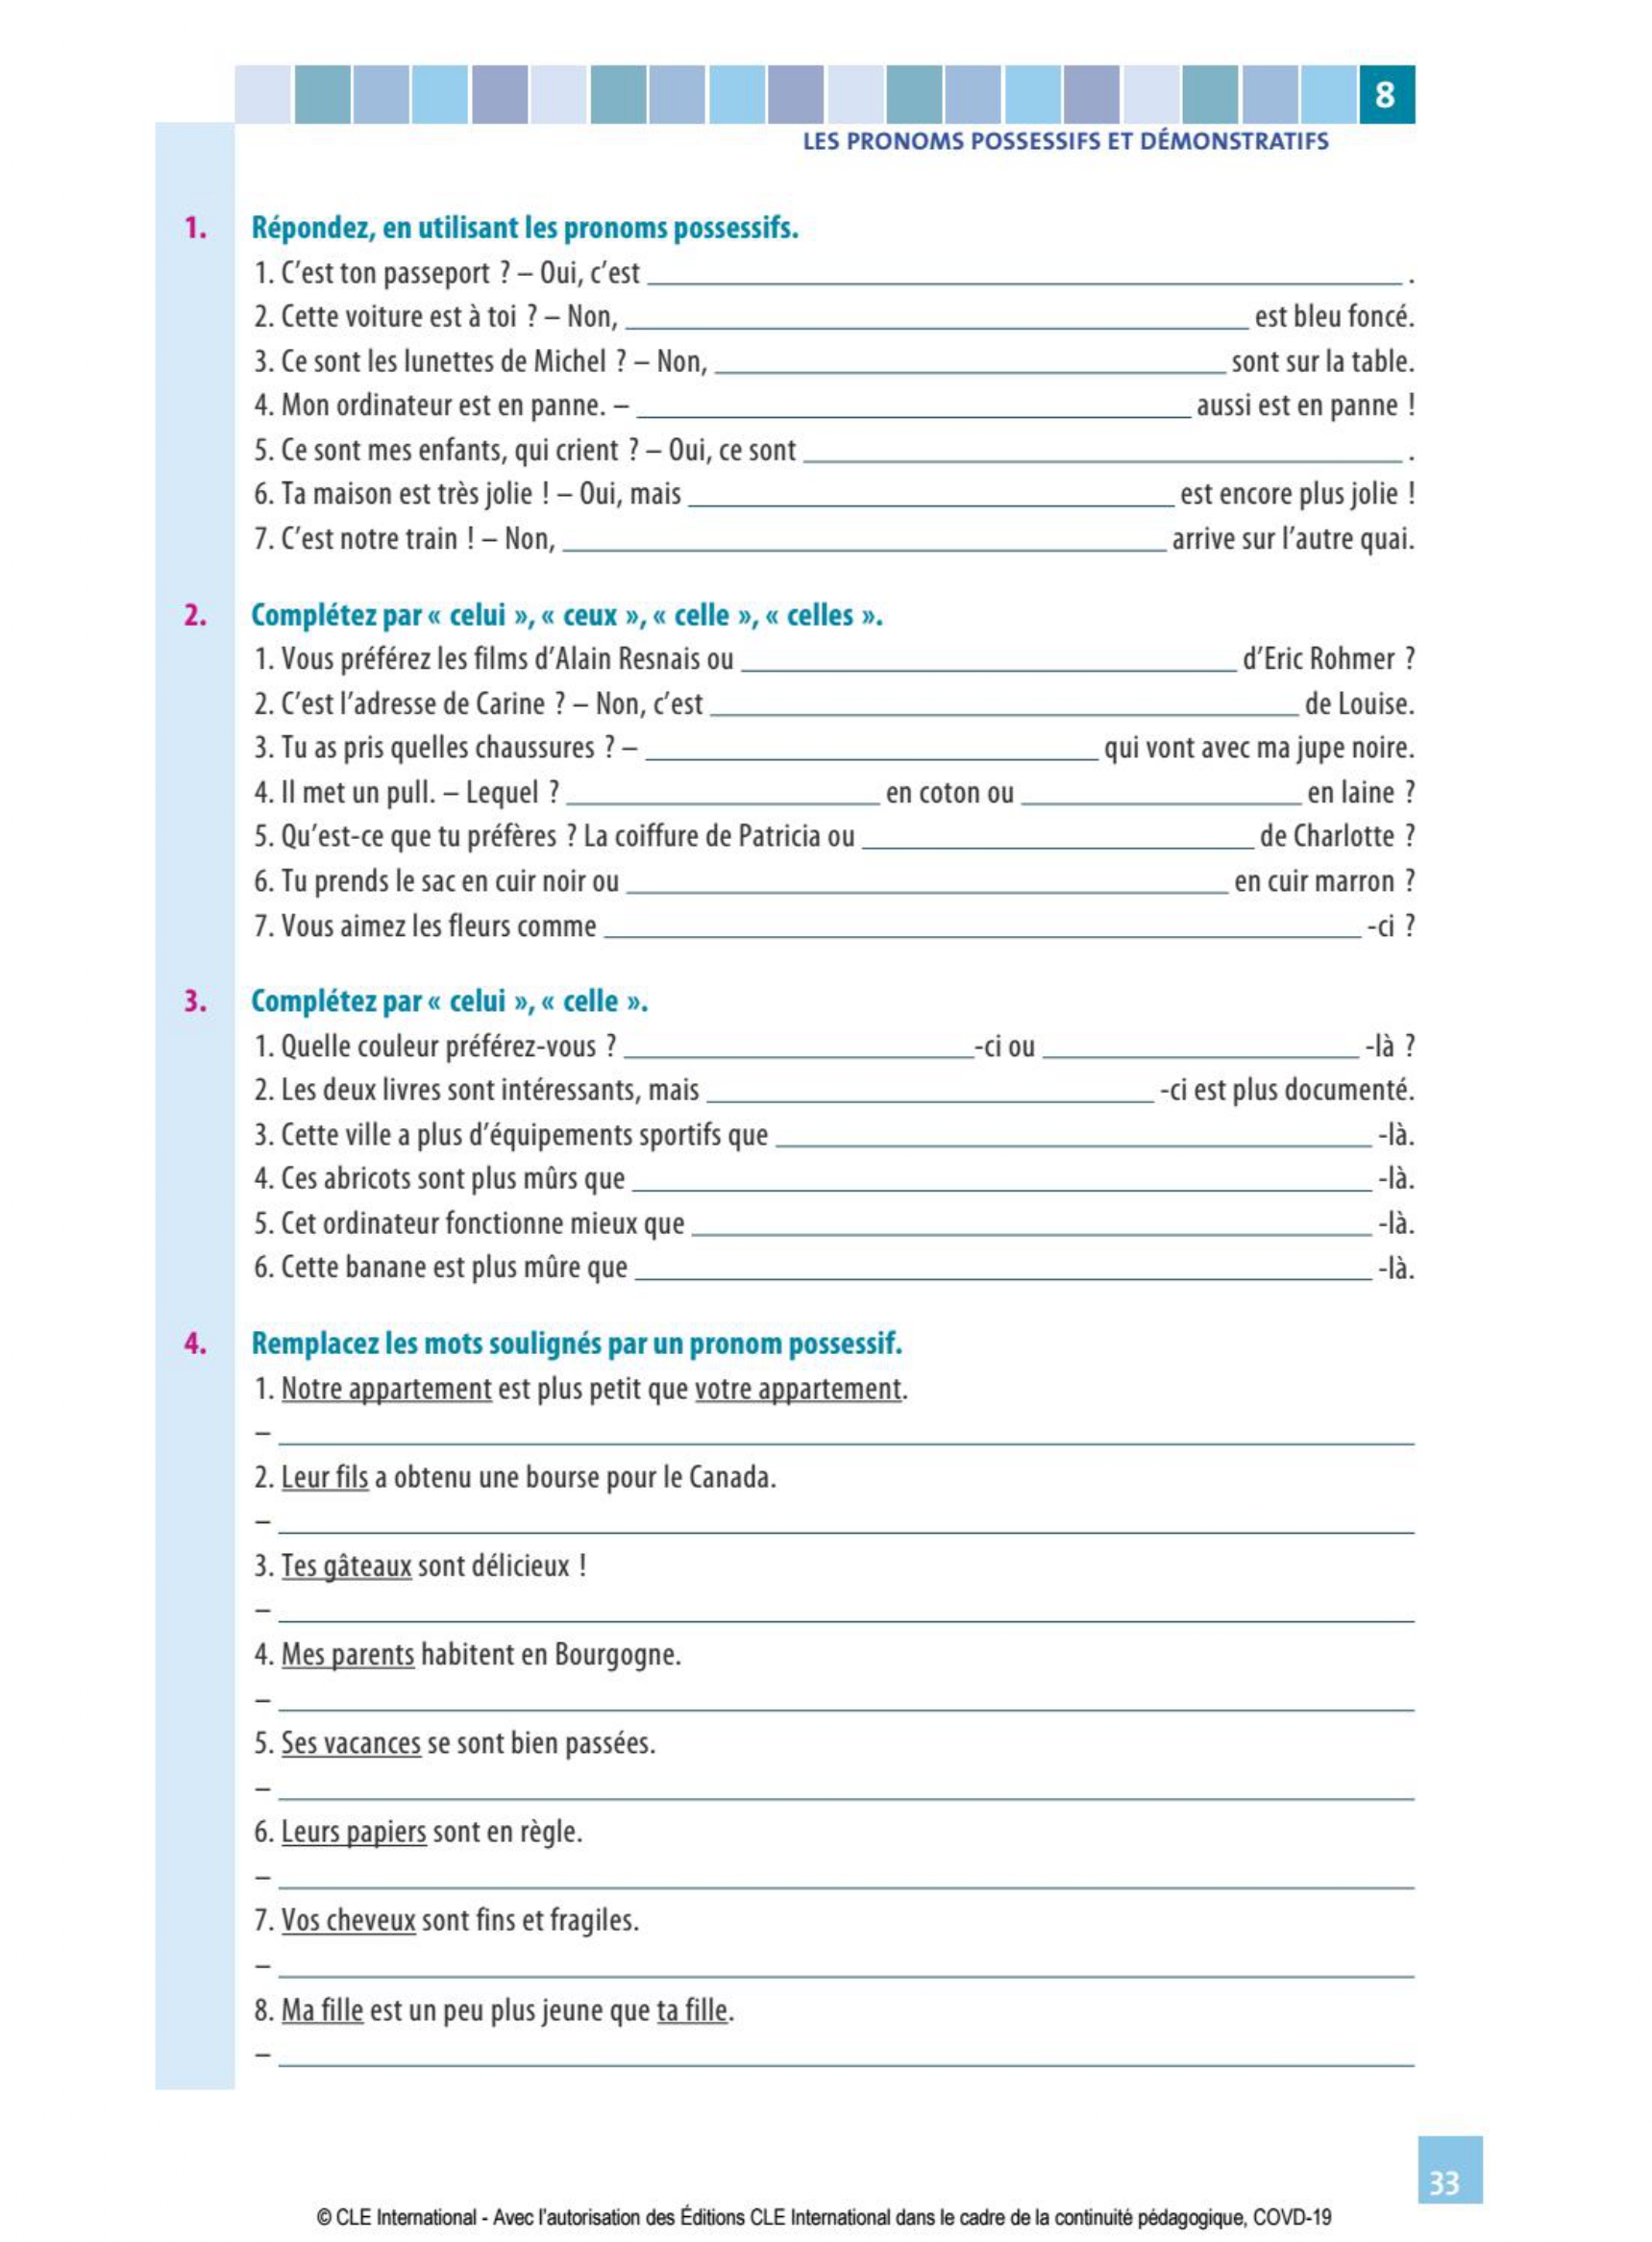 8
LES PRONOMS POSSESSIFS ET DÉMONSTRATIFS
1. Répondez, en utilisant les pronoms possessifs.
1. C'est ton passeport ? – Oui, c'est ______ .
2. Cette voiture est à toi ? – Non, ______ est bleu foncé.
3. Ce sont les lunettes de Michel ? – Non, ______ sont sur la table.
4. Mon ordinateur est en panne. – ______ aussi est en panne !
5. Ce sont mes enfants, qui crient ? – Oui, ce sont ______ .
6. Ta maison est très jolie ! – Oui, mais ______ est encore plus jolie !
7. C'est notre train ! – Non, ______ arrive sur l'autre quai.
2. Complétez par « celui », « ceux », « celle », « celles ».
1. Vous préférez les films d'Alain Resnais ou ______ d'Eric Rohmer ?
2. C'est l'adresse de Carine ? – Non, c'est ______ de Louise.
3. Tu as pris quelles chaussures ? – ______ qui vont avec ma jupe noire.
4. Il met un pull. – Lequel ? ______ en coton ou ______ en laine ?
5. Qu'est-ce que tu préfères ? La coiffure de Patricia ou ______ de Charlotte ?
6. Tu prends le sac en cuir noir ou ______ en cuir marron ?
7. Vous aimez les fleurs comme ______ -ci ?
3. Complétez par « celui », « celle ».
1. Quelle couleur préférez-vous ? ______ -ci ou ______ -là ?
2. Les deux livres sont intéressants, mais ______ -ci est plus documenté.
3. Cette ville a plus d'équipements sportifs que ______ -là.
4. Ces abricots sont plus mûrs que ______ -là.
5. Cet ordinateur fonctionne mieux que ______ -là.
6. Cette banane est plus mûre que ______ -là.
4. Remplacez les mots soulignés par un pronom possessif.
1. Notre appartement est plus petit que votre appartement.
– ______
2. Leur fils a obtenu une bourse pour le Canada.
– ______
3. Tes gâteaux sont délicieux !
– ______
4. Mes parents habitent en Bourgogne.
– ______
5. Ses vacances se sont bien passées.
– ______
6. Leurs papiers sont en règle.
– ______
7. Vos cheveux sont fins et fragiles.
– ______
8. Ma fille est un peu plus jeune que ta fille.
– ______
33
© CLE International - Avec l'autorisation des Éditions CLE International dans le cadre de la continuité pédagogique, COVD-19